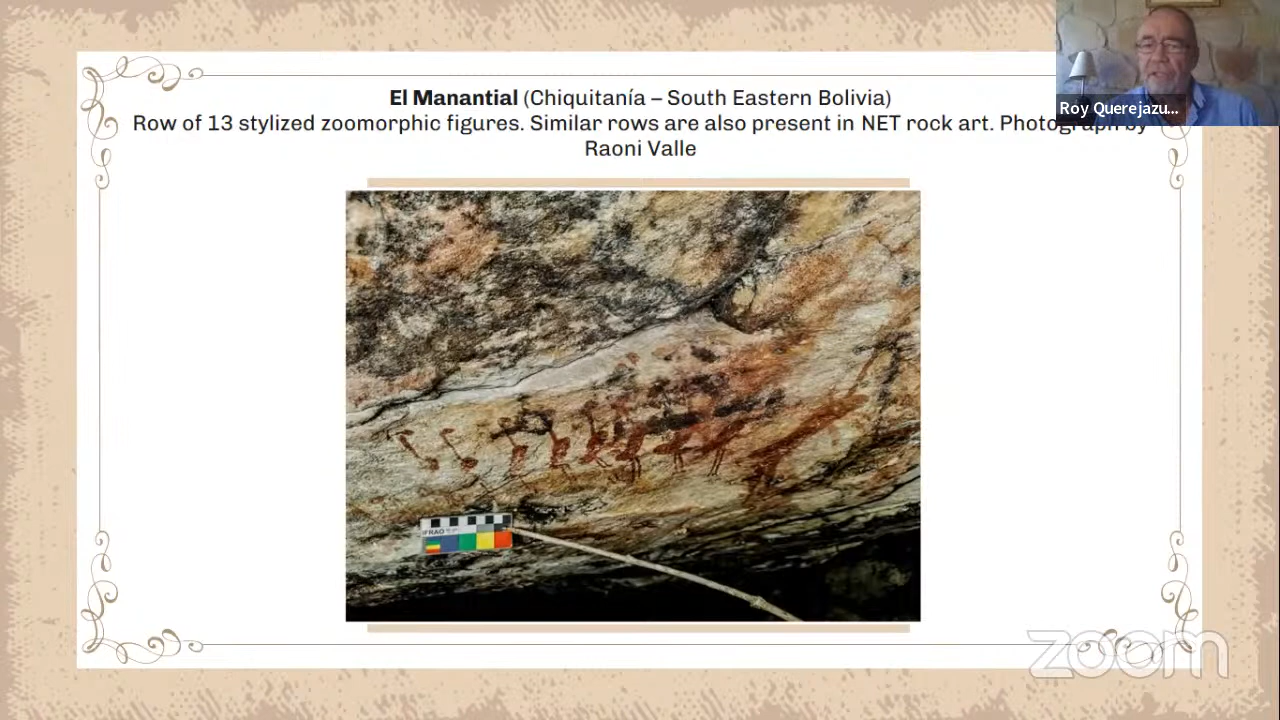 El Manantial (Chiquitanía – South Eastern Bolivia)
Row of 13 stylized zoomorphic figures. Similar rows are also present in NET rock art. Photograph by
Raoni Valle
Roy Querejazu...
IFRAO
zoom